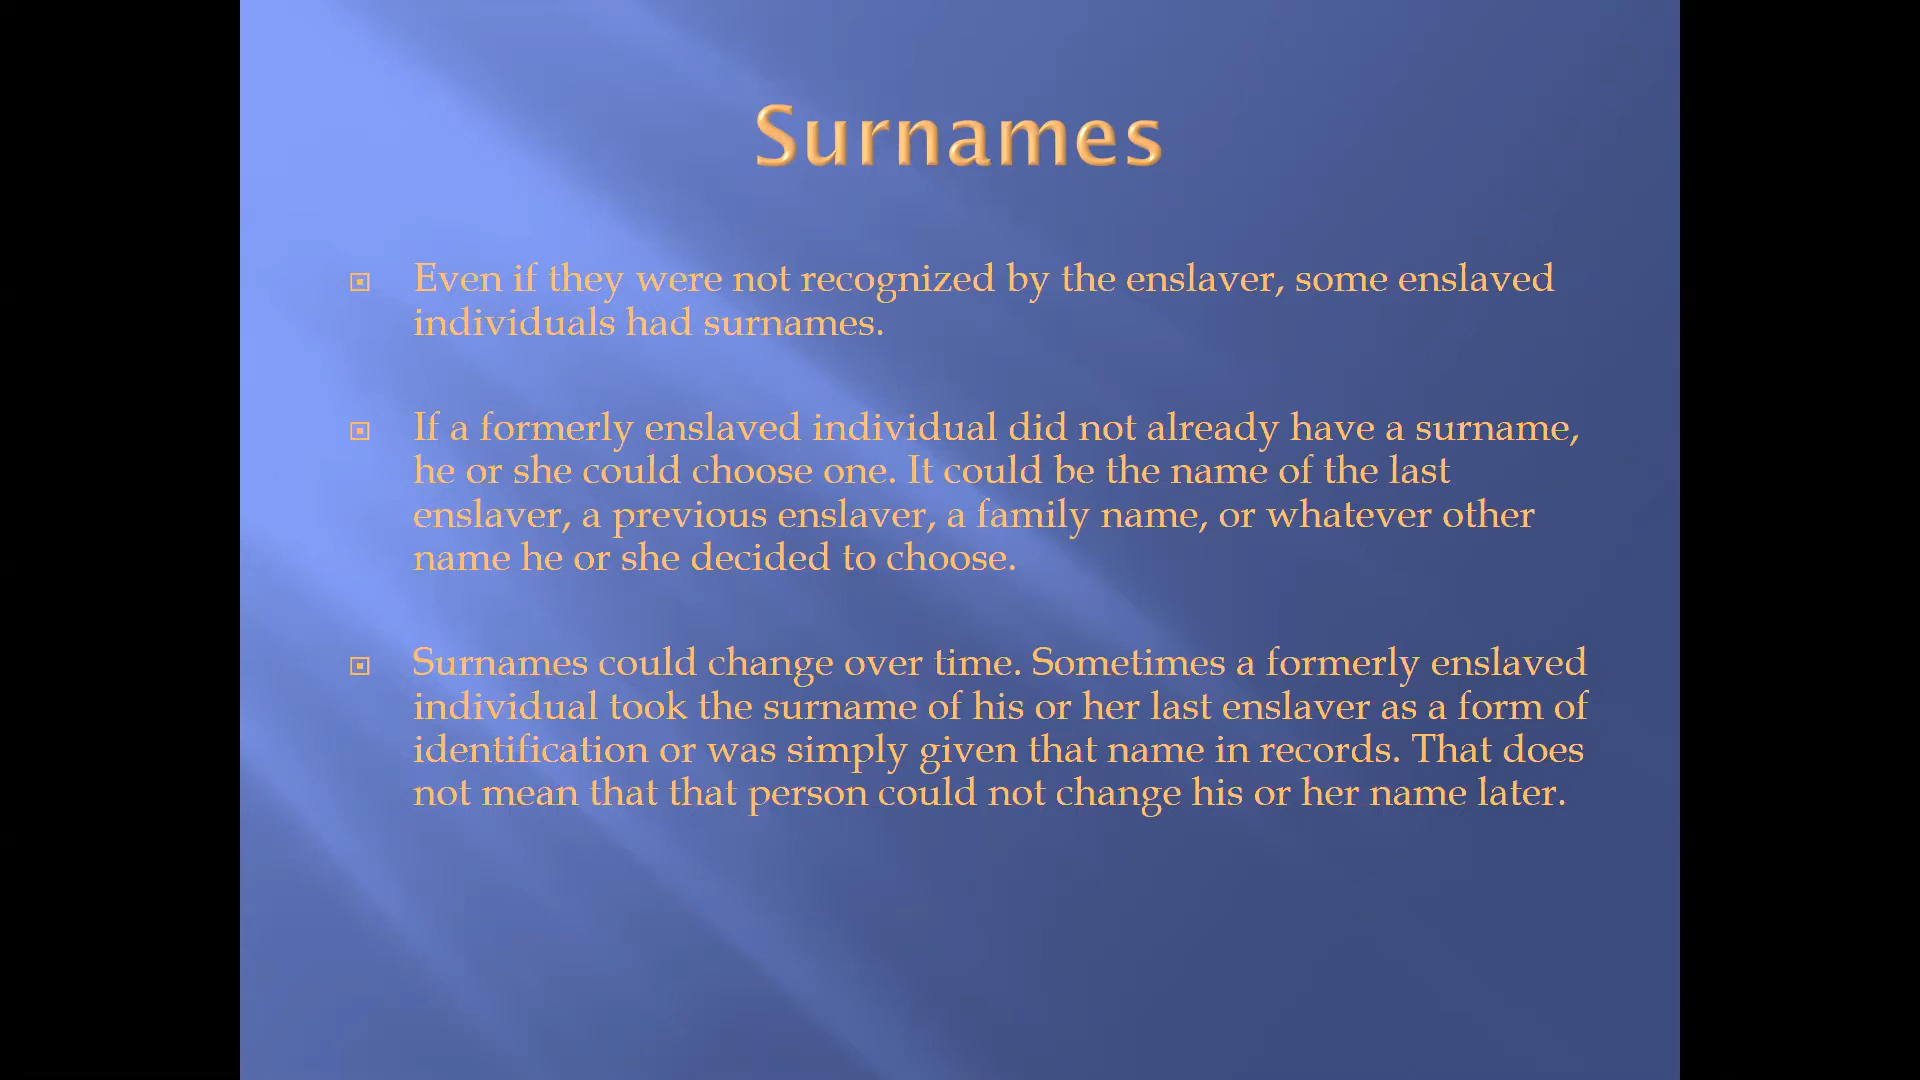 Surnames
Even if they were not recognized by the enslaver, some enslaved
individuals had surnames.
If a formerly enslaved individual did not already have a surname,
he or she could choose one. It could be the name of the last
enslaver, a previous enslaver, a family name, or whatever other
name he or she decided to choose.
Surnames could change over time. Sometimes a formerly enslaved
individual took the surname of his or her last enslaver as a form of
identification or was simply given that name in records. That does
not mean that that person could not change his or her name later.